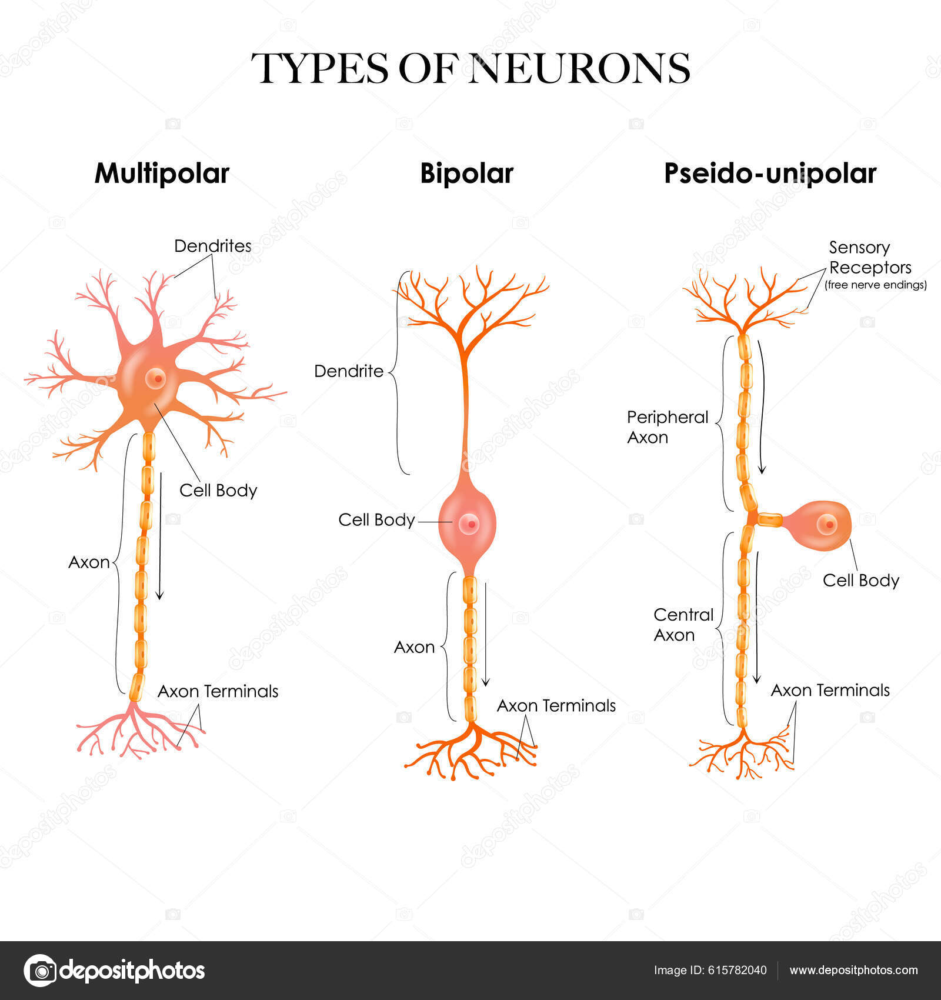 TYPES OF NEURONS
Multipolar
Bipolar
Pseido-unipolar
Dendrites
Cell Body
Axon
Axon Terminals
Dendrite
Cell Body
Axon
Axon Terminals
Sensory
Receptors
(free nerve endings)
Peripheral
Axon
Cell Body
Central
Axon
Axon Terminals
depositphotos
Image ID: 615782040
www.depositphotos.com